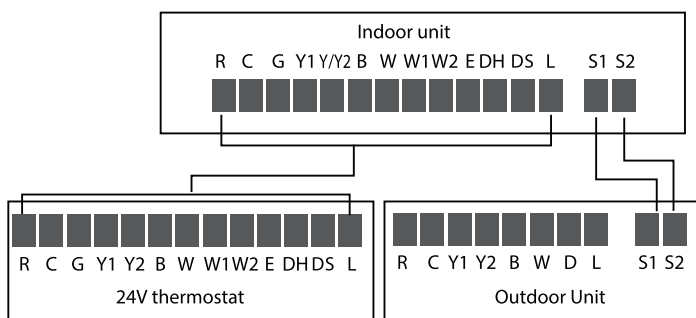 Indoor unit
R C G Y1 Y/Y2 B W W1 W2 E DH DS L S1 S2
R C G Y1 Y2 B W W1 W2 E DH DS L
24V thermostat
R C Y1 Y2 B W D L S1 S2
Outdoor Unit